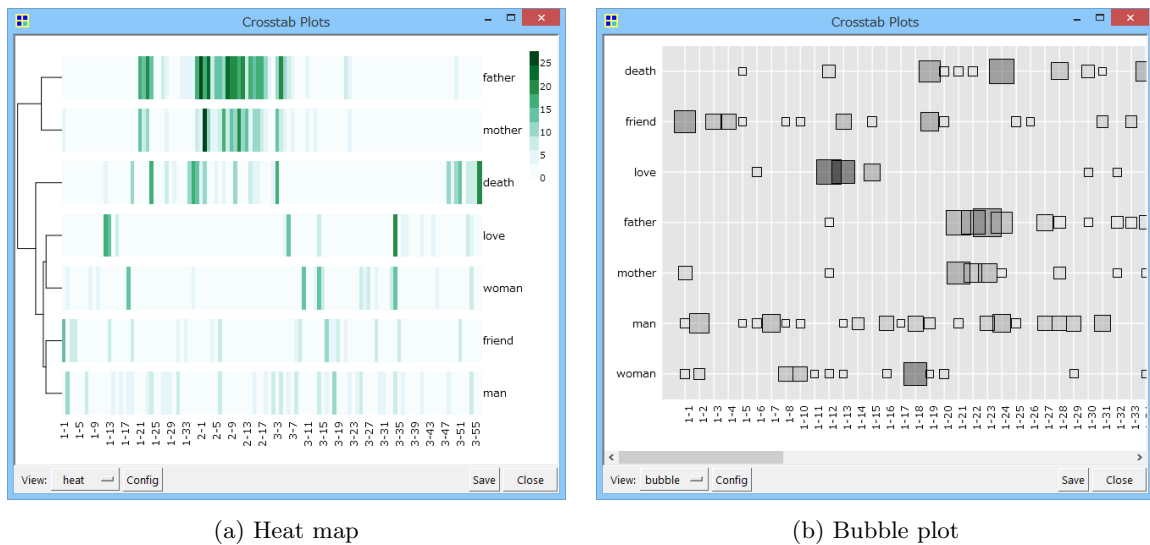 Crosstab Plots
25
20
15
10
5
0
father
mother
death
love
woman
friend
man
1-1 1-5 1-9 1-13 1-17 1-21 1-25 1-29 1-33 2-1 2-5 2-9 2-13 2-17 2-21 3-3 3-7 3-11 3-15 3-19 3-23 3-27 3-31 3-35 3-39 3-43 3-47 3-51 3-55
View: heat Config Save Close
(a) Heat map
Crosstab Plots
death
friend
love
father
mother
man
woman
1-1 1-2 1-3 1-4 1-5 1-6 1-7 1-8 1-10 1-11 1-12 1-13 1-15 1-16 1-17 1-18 1-19 1-20 1-21 1-22 1-23 1-24 1-25 1-26 1-27 1-28 1-29 1-30 1-31 1-32 1-33
View: bubble Config Save Close
(b) Bubble plot